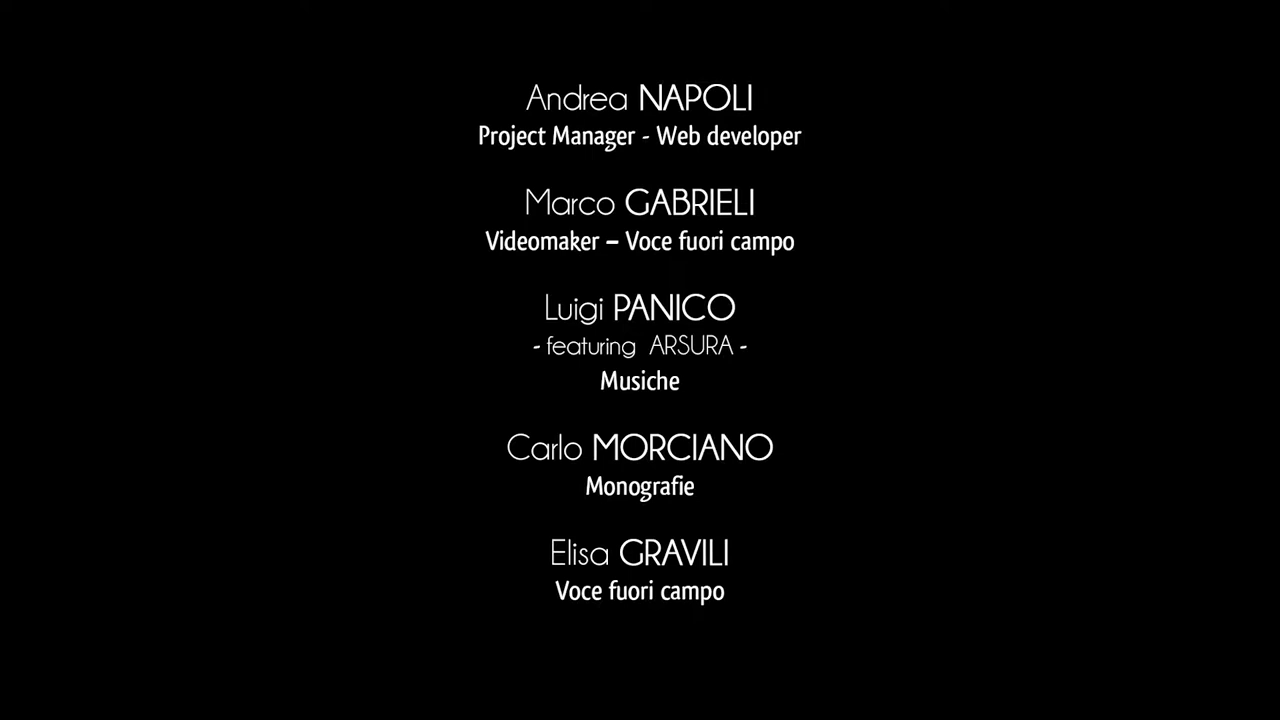 Andrea NAPOLI
Project Manager - Web developer
Marco GABRIELI
Videomaker – Voce fuori campo
Luigi PANICO
- featuring ARSURA -
Musiche
Carlo MORCIANO
Monografie
Elisa GRAVILI
Voce fuori campo